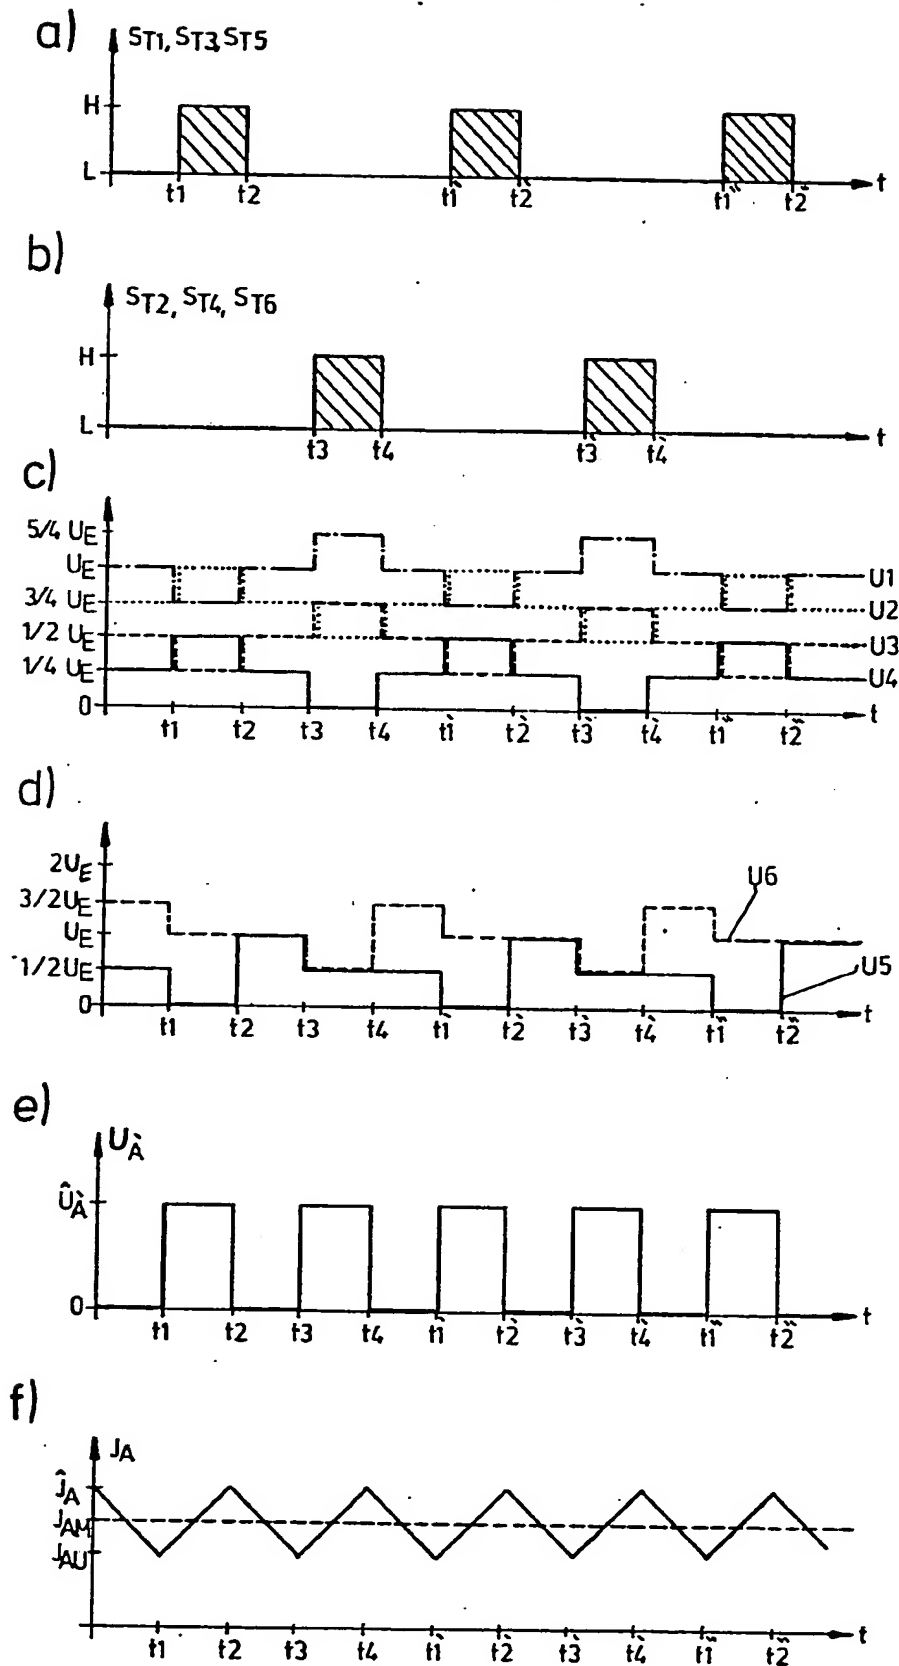 a)
ST1, ST3, ST5
H
L
t1 t2 t1` t2` t1`` t2`` t
b)
ST2, ST4, ST6
H
L
t3 t4 t3` t4` t
c)
5/4 UE
UE
3/4 UE
1/2 UE
1/4 UE
0
U1
U2
U3
U4
t1 t2 t3 t4 t1` t2` t3` t4` t1`` t2`` t
d)
2UE
3/2UE
UE
1/2UE
0
U6
U5
t1 t2 t3 t4 t1` t2` t3` t4` t1`` t2`` t
e)
UÀ
ÛÀ
0
t1 t2 t3 t4 t1` t2` t3` t4` t1`` t2`` t
f)
JA
ĴA
JAM
JAU
t1 t2 t3 t4 t1` t2` t3` t4` t1`` t2`` t